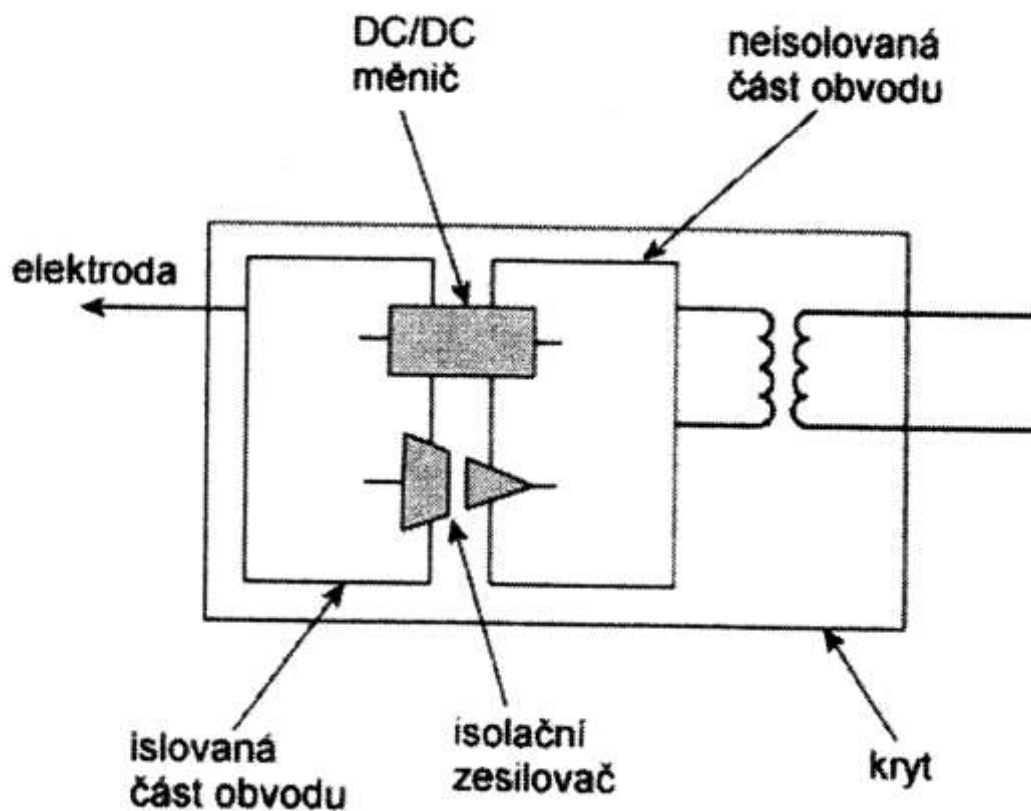 DC/DC
měnič
neisolovaná
část obvodu
elektroda
islovaná
část obvodu
isolační
zesilovač
kryt